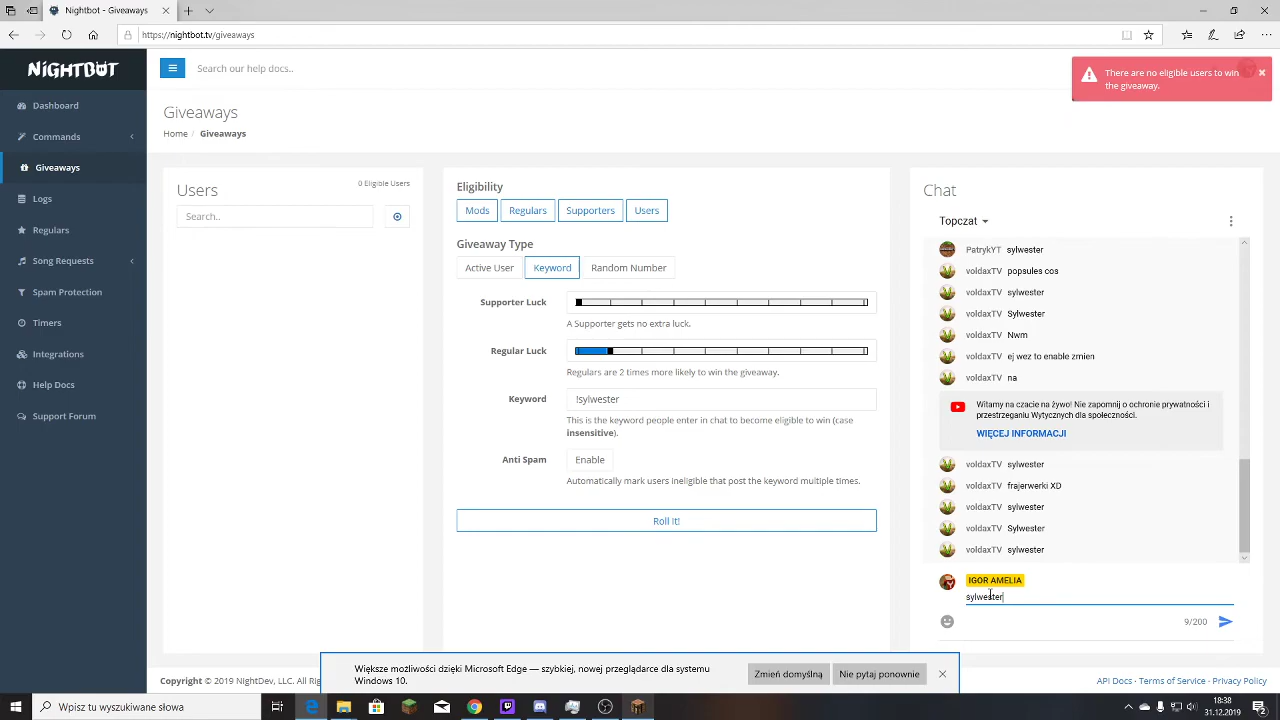 Nightbot - Giveaways
https://nightbot.tv/giveaways
NiGHTBOT
Search our help docs..
There are no eligible users to win
the giveaway.
Dashboard
Commands
Giveaways
Logs
Regulars
Song Requests
Spam Protection
Timers
Integrations
Help Docs
Support Forum
Giveaways
Home / Giveaways
Users
0 Eligible Users
Search..
Eligibility
Mods Regulars Supporters Users
Giveaway Type
Active User Keyword Random Number
Supporter Luck
A Supporter gets no extra luck.
Regular Luck
Regulars are 2 times more likely to win the giveaway.
Keyword !sylwester
This is the keyword people enter in chat to become eligible to win (case
insensitive).
Anti Spam Enable
Automatically mark users ineligible that post the keyword multiple times.
Roll It!
Chat
Topczat
PatrykYT sylwester
voldaxTV popsules cos
voldaxTV sylwester
voldaxTV Sylwester
voldaxTV Nwm
voldaxTV ej wez to enable zmien
voldaxTV na
Witamy na czacie na żywo! Nie zapomnij o ochronie prywatności i
przestrzeganiu Wytycznych dla społeczności.
WIĘCEJ INFORMACJI
voldaxTV sylwester
voldaxTV frajerwerki XD
voldaxTV sylwester
voldaxTV Sylwester
voldaxTV sylwester
IGOR AMELIA
sylwester
9/200
Copyright © 2019 NightDev, LLC. All Rig
API Docs - Terms of Service - Privacy Policy
Większe możliwości dzięki Microsoft Edge — szybkiej, nowej przeglądarce dla systemu
Windows 10.
Zmień domyślną
Nie pytaj ponownie
Wpisz tu wyszukiwane słowa
18:38
31.12.2019